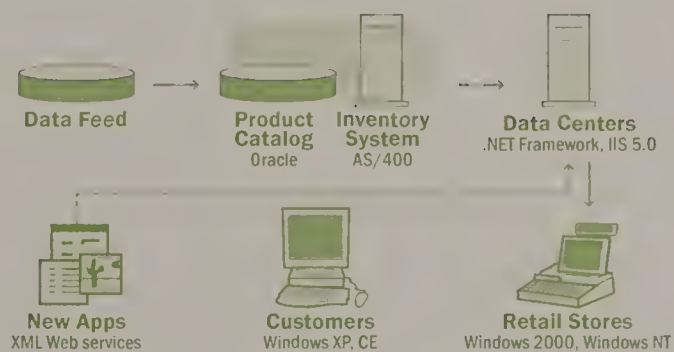 Data Feed
Product
Catalog
Oracle
Inventory
System
AS/400
Data Centers
.NET Framework, IIS 5.0
New Apps
XML Web services
Customers
Windows XP, CE
Retail Stores
Windows 2000, Windows NT